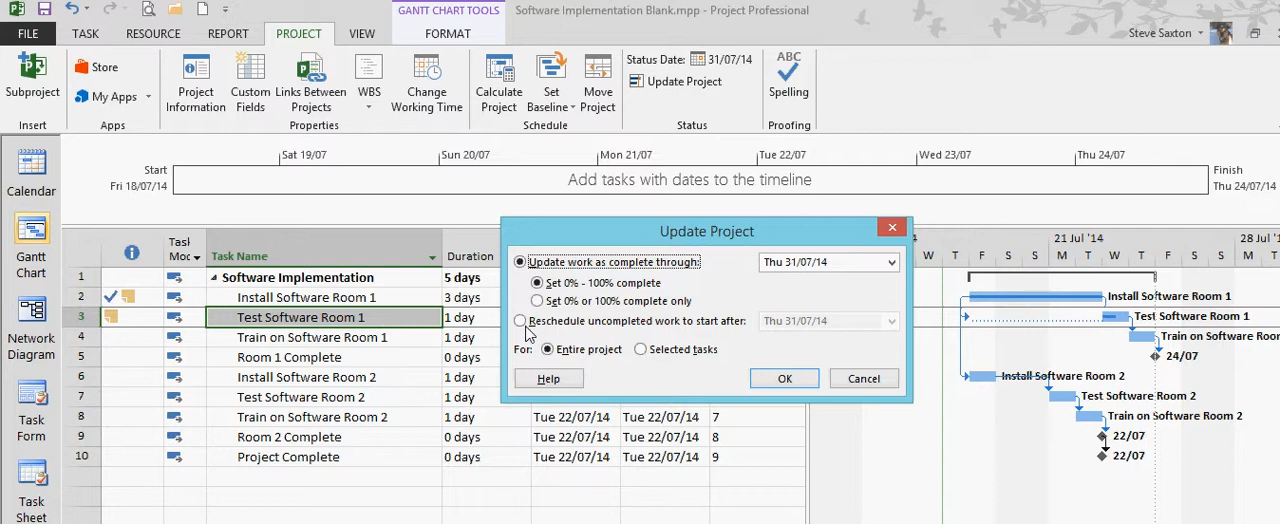 GANTT CHART TOOLS
Software Implementation Blank.mpp - Project Professional
FILE TASK RESOURCE REPORT PROJECT VIEW FORMAT
Steve Saxton
Subproject
Insert
Store
My Apps
Apps
Project Information
Custom Fields
Links Between Projects
WBS
Change Working Time
Properties
Calculate Project
Set Baseline
Move Project
Schedule
Status Date: 31/07/14
Update Project
Status
ABC
Spelling
Proofing
Sat 19/07 Sun 20/07 Mon 21/07 Tue 22/07 Wed 23/07 Thu 24/07
Start
Fri 18/07/14
Add tasks with dates to the timeline
Finish
Thu 24/07/14
Calendar
Gantt Chart
Network Diagram
Task Form
Task Sheet
Task Mode
Task Name
Duration
1 Software Implementation 5 days
2 Install Software Room 1 3 days
3 Test Software Room 1 1 day
4 Train on Software Room 1 1 day
5 Room 1 Complete 0 days
6 Install Software Room 2 1 day
7 Test Software Room 2 1 day
8 Train on Software Room 2 1 day Tue 22/07/14 Tue 22/07/14 7
9 Room 2 Complete 0 days Tue 22/07/14 Tue 22/07/14 8
10 Project Complete 0 days Tue 22/07/14 Tue 22/07/14 9
Update Project
Update work as complete through: Thu 31/07/14
Set 0% - 100% complete
Set 0% or 100% complete only
Reschedule uncompleted work to start after: Thu 31/07/14
For: Entire project Selected tasks
Help OK Cancel
21 Jul '14 28 Jul
W T F S S M T W T F S S M T
Install Software Room 1
Test Software Room 1
Train on Software
24/07
Install Software Room 2
Test Software Room 2
Train on Software Room 2
22/07
22/07